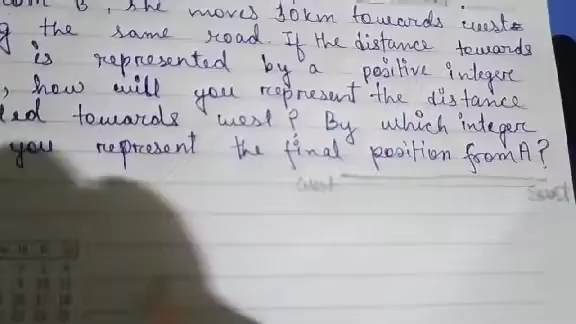 B, she moves 30km towards west
the same road. If the distance towards
is represented by a positive integer
, how will you represent the distance
towards west? By which integer
you represent the final position from A?
west